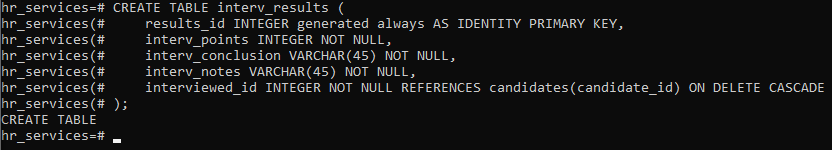 hr_services=# CREATE TABLE interv_results (
hr_services(#     results_id INTEGER generated always AS IDENTITY PRIMARY KEY,
hr_services(#     interv_points INTEGER NOT NULL,
hr_services(#     interv_conclusion VARCHAR(45) NOT NULL,
hr_services(#     interv_notes VARCHAR(45) NOT NULL,
hr_services(#     interviewed_id INTEGER NOT NULL REFERENCES candidates(candidate_id) ON DELETE CASCADE
hr_services(# );
CREATE TABLE
hr_services=#